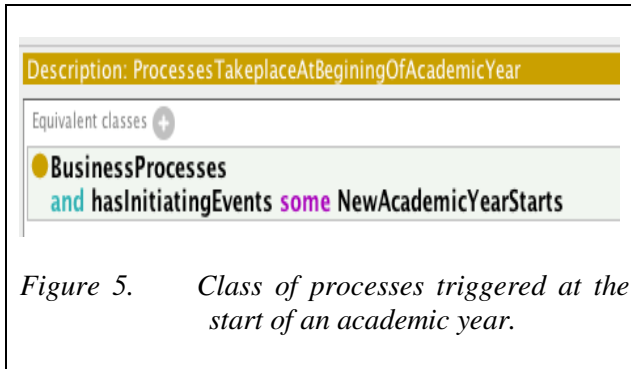 Description: ProcessesTakeplaceAtBeginingOfAcademicYear
Equivalent classes
BusinessProcesses
and hasInitiatingEvents some NewAcademicYearStarts
Figure 5. Class of processes triggered at the
start of an academic year.